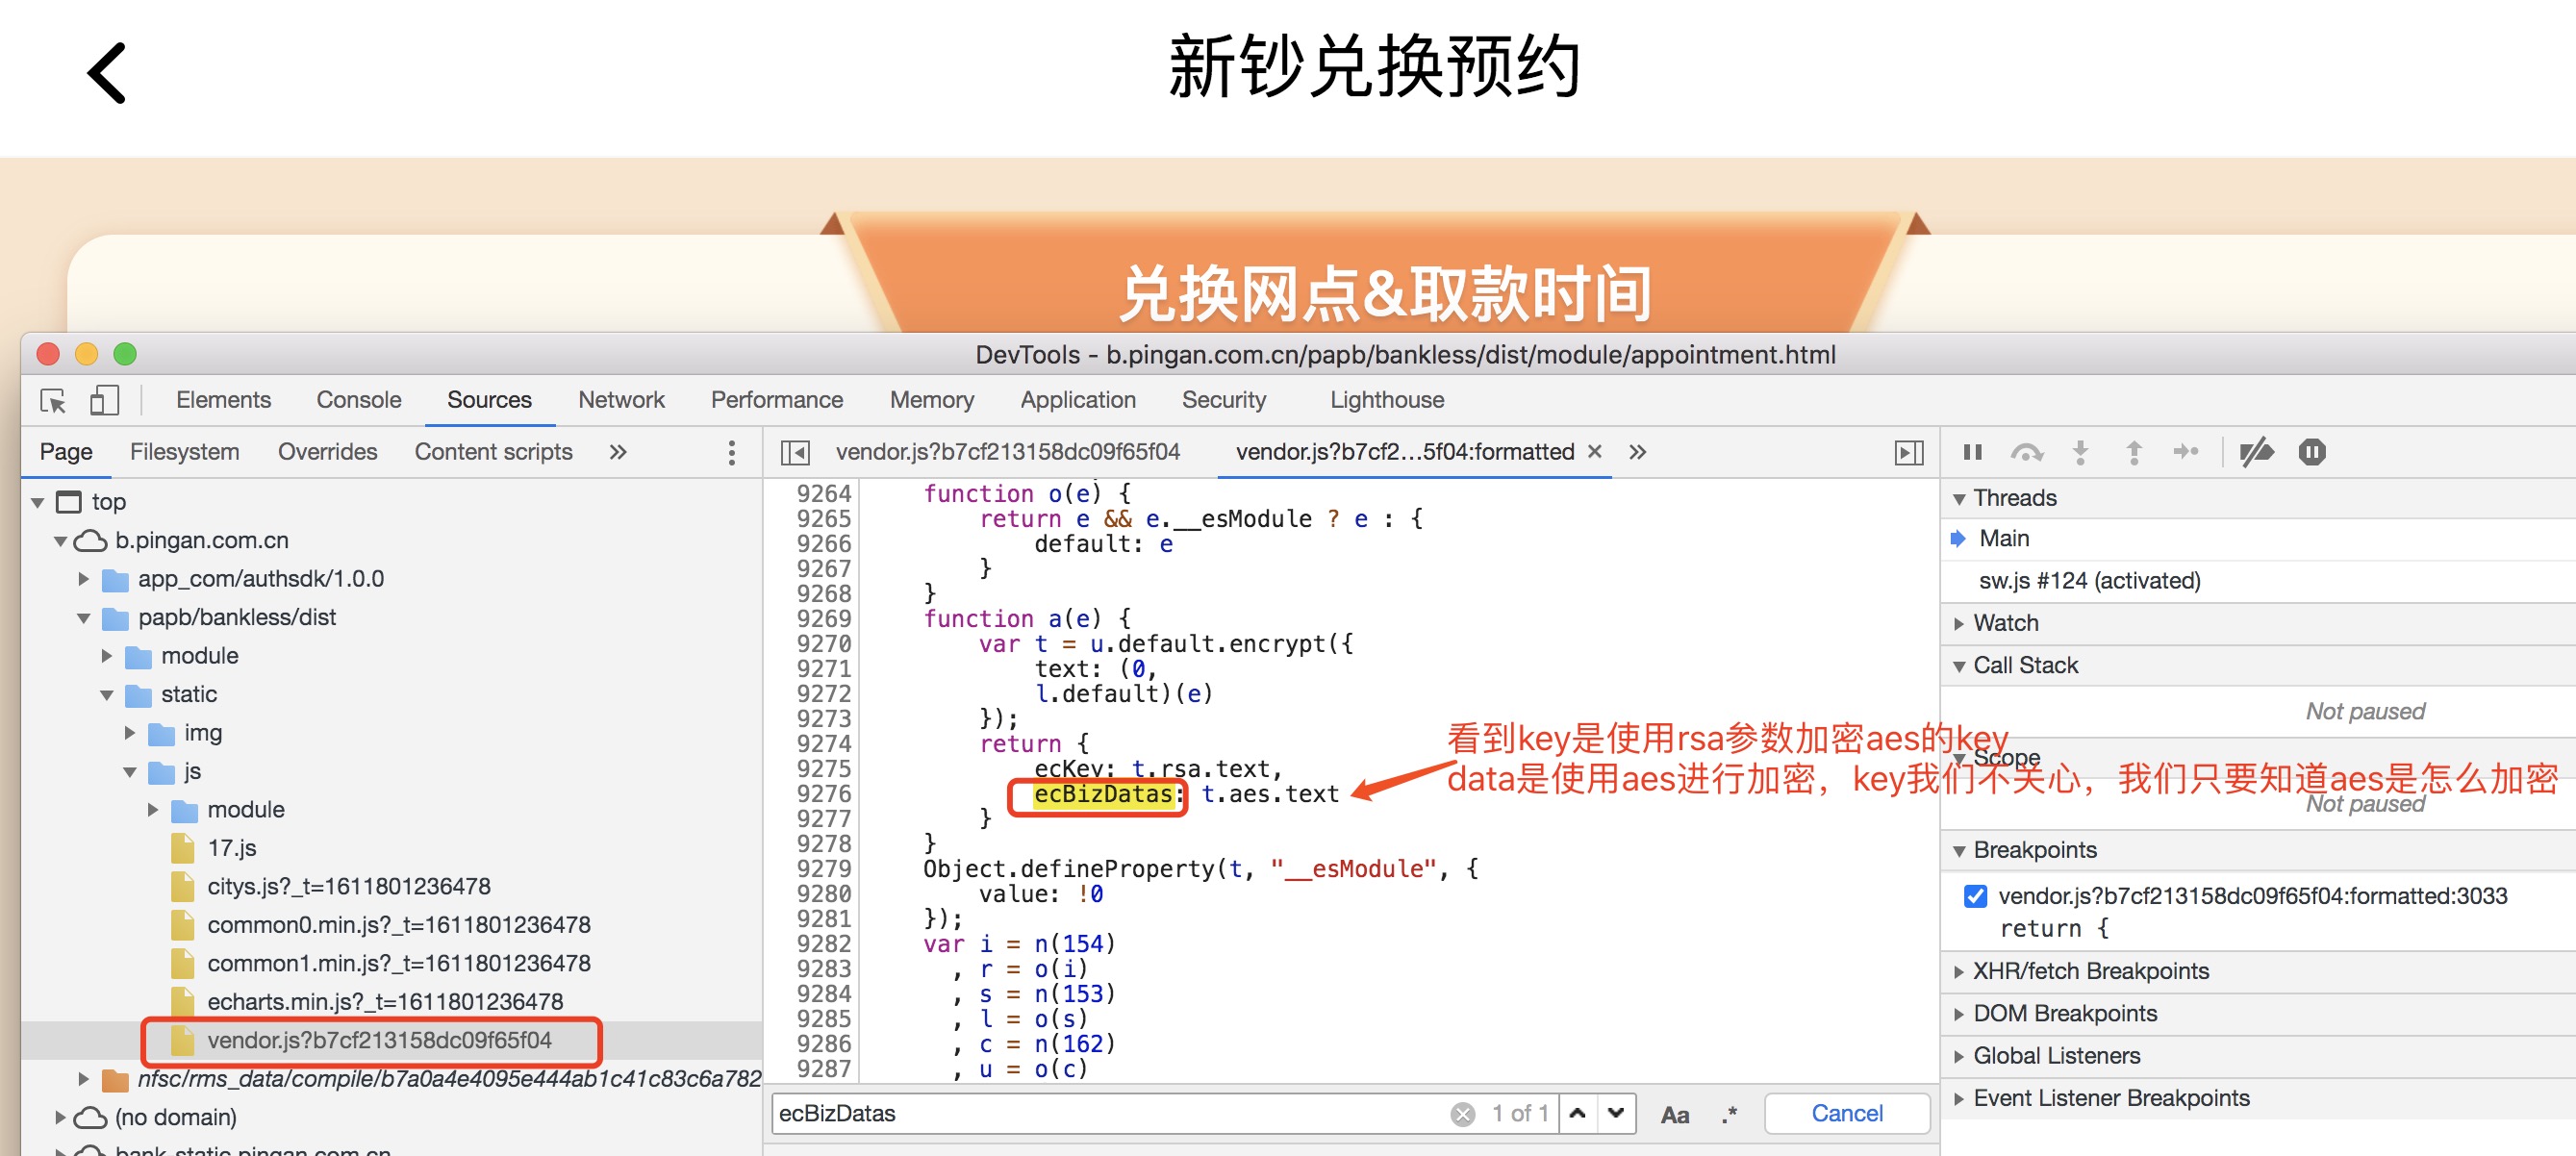 新钞兑换预约
兑换网点&取款时间
DevTools - b.pingan.com.cn/papb/bankless/dist/module/appointment.html
Elements Console Sources Network Performance Memory Application Security Lighthouse
Page Filesystem Overrides Content scripts »
vendor.js?b7cf213158dc09f65f04 vendor.js?b7cf2…5f04:formatted × »
top
b.pingan.com.cn
app_com/authsdk/1.0.0
papb/bankless/dist
module
static
img
js
module
17.js
citys.js?_t=1611801236478
common0.min.js?_t=1611801236478
common1.min.js?_t=1611801236478
echarts.min.js?_t=1611801236478
vendor.js?b7cf213158dc09f65f04
nfsc/rms_data/compile/b7a0a4e4095e444ab1c41c83c6a782
(no domain)
bank-static.pingan.com.cn
9264 function o(e) {
9265 return e && e.__esModule ? e : {
9266 default: e
9267 }
9268 }
9269 function a(e) {
9270 var t = u.default.encrypt({
9271 text: (0,
9272 l.default)(e)
9273 });
9274 return {
9275 ecKey: t.rsa.text,
9276 ecBizDatas: t.aes.text
9277 }
9278 }
9279 Object.defineProperty(t, "__esModule", {
9280 value: !0
9281 });
9282 var i = n(154)
9283 , r = o(i)
9284 , s = n(153)
9285 , l = o(s)
9286 , c = n(162)
9287 , u = o(c)
看到key是使用rsa参数加密aes的key
data是使用aes进行加密，key我们不关心，我们只要知道aes是怎么加密
ecBizDatas 1 of 1 Aa .* Cancel
Threads
Main
sw.js #124 (activated)
Watch
Call Stack
Not paused
Scope
Not paused
Breakpoints
vendor.js?b7cf213158dc09f65f04:formatted:3033
return {
XHR/fetch Breakpoints
DOM Breakpoints
Global Listeners
Event Listener Breakpoints